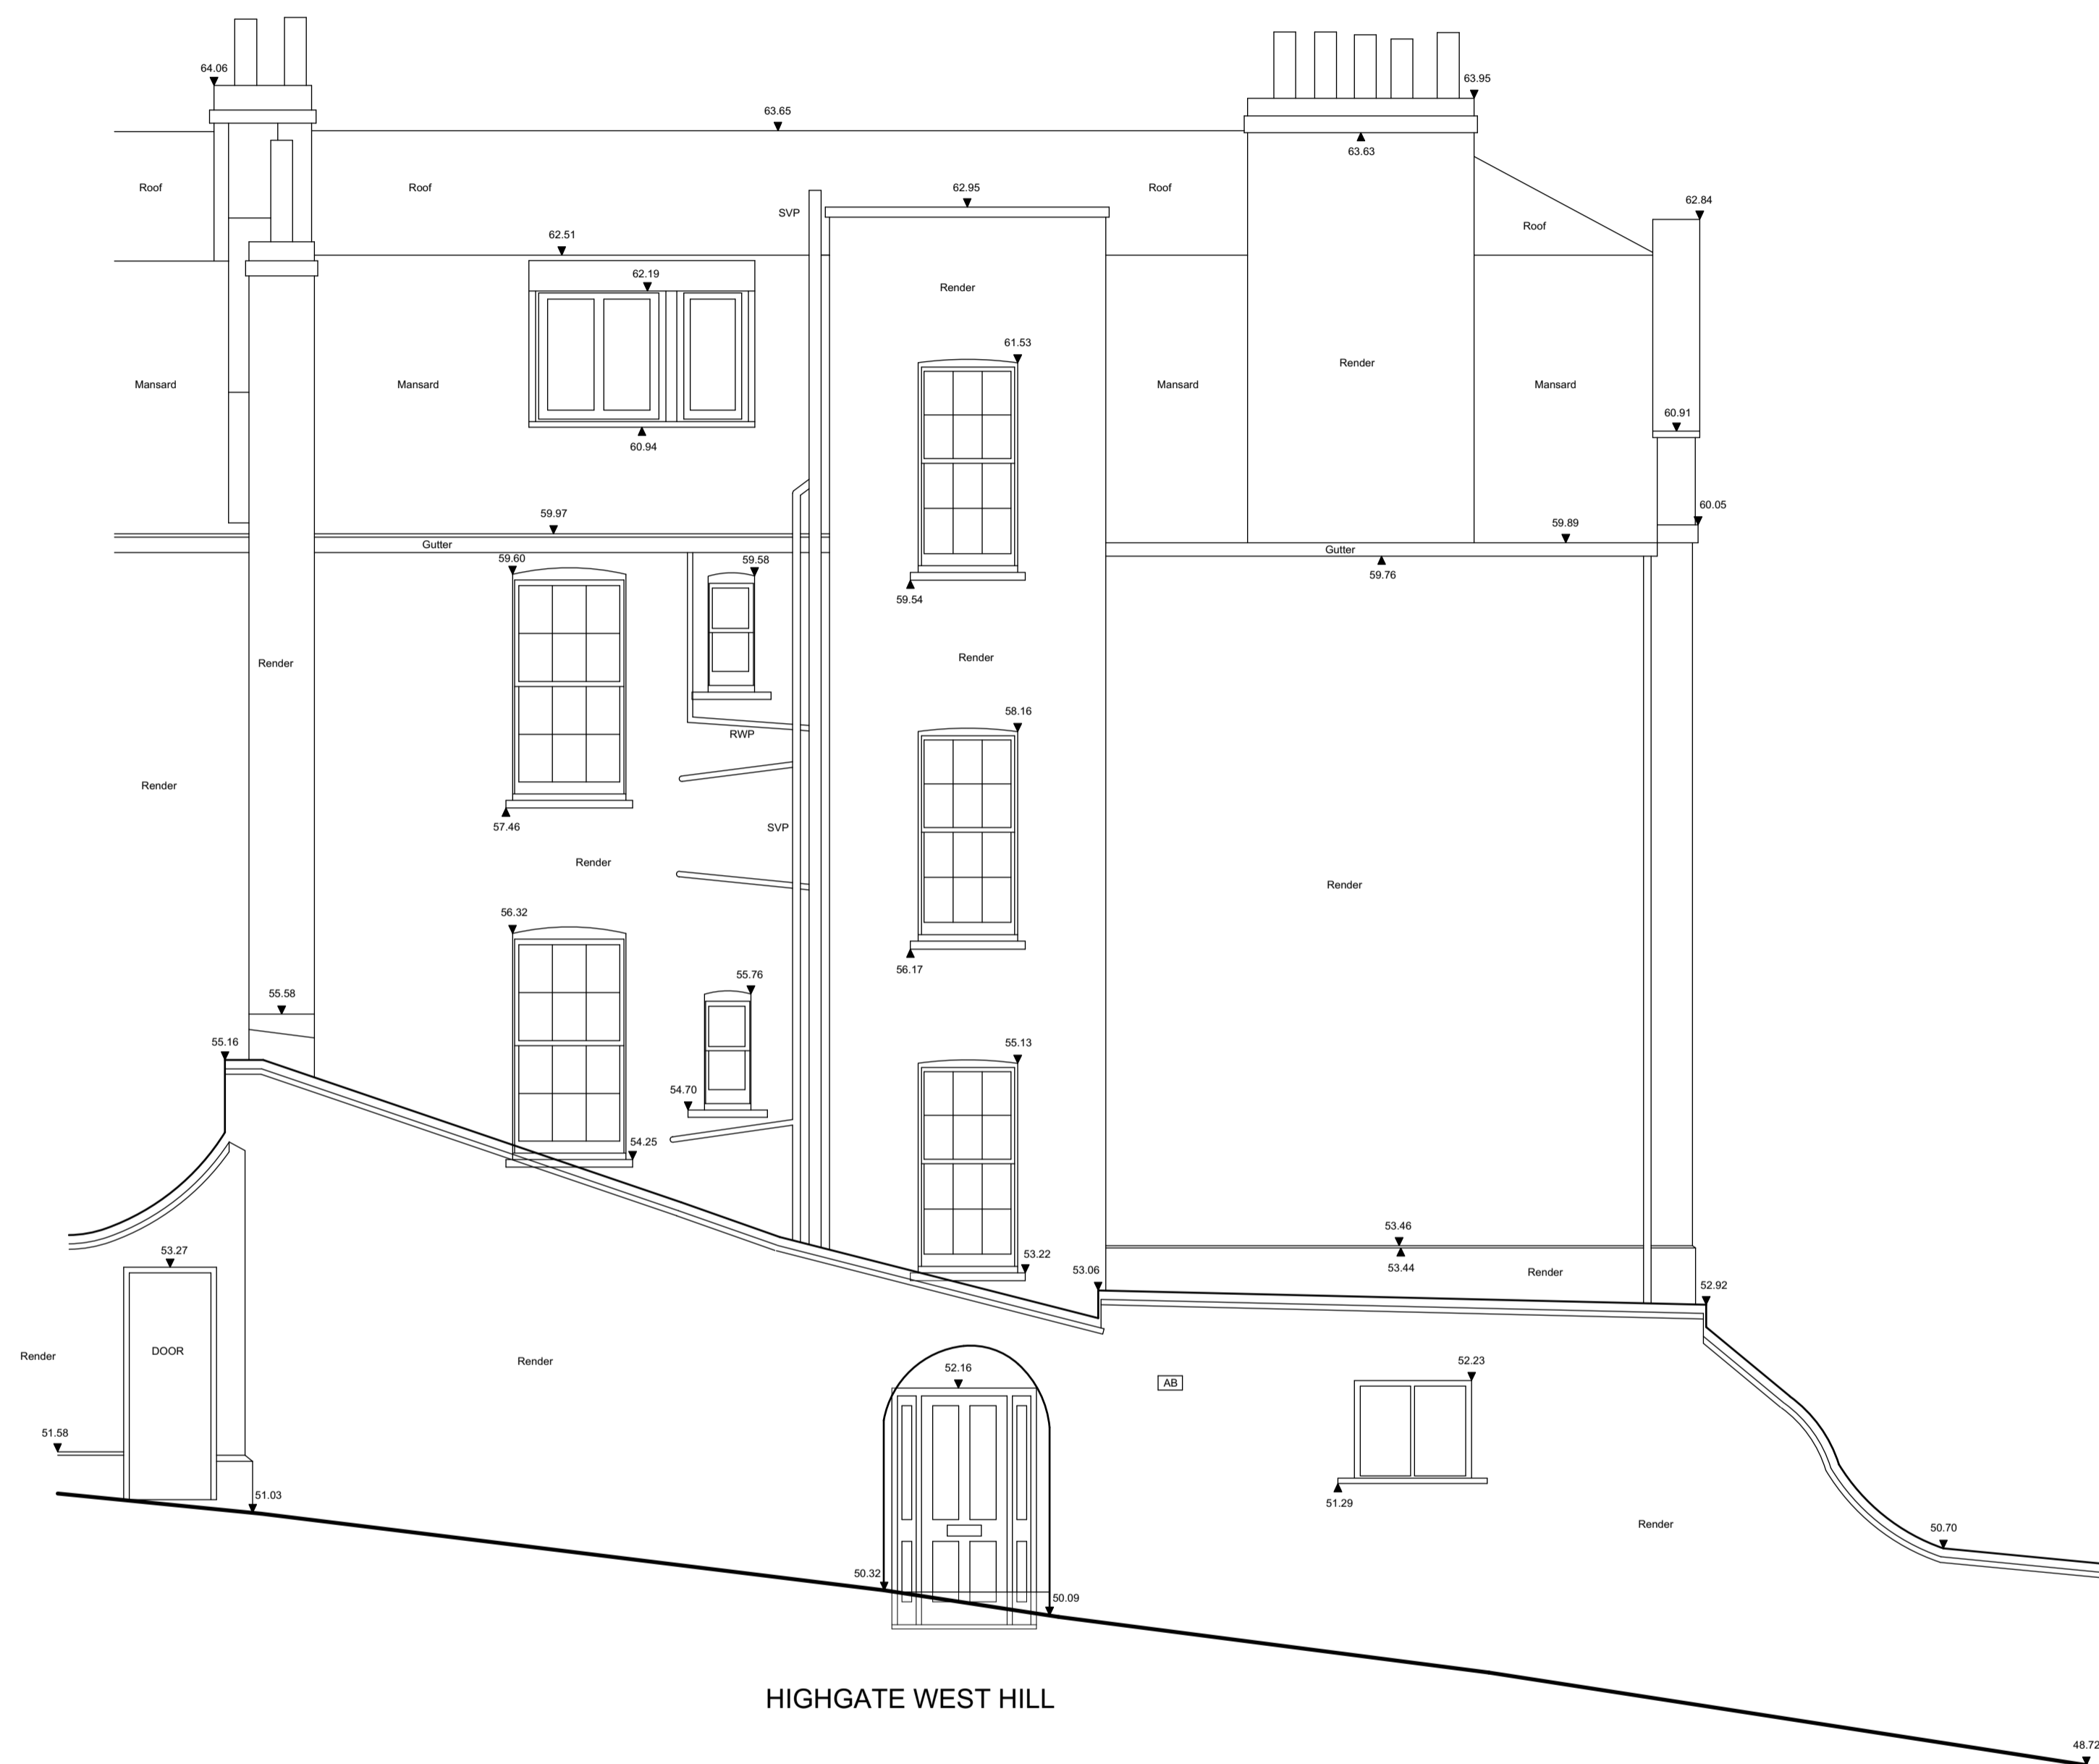 64.06
63.95
63.65
63.63
Roof
Roof
Roof
62.95
62.84
SVP
Roof
62.51
62.19
Render
61.53
Render
Mansard
Mansard
Mansard
Mansard
60.91
60.94
60.05
59.97
59.89
Gutter
Gutter
59.60
59.58
59.76
59.54
Render
Render
58.16
RWP
Render
57.46
SVP
Render
Render
56.32
56.17
55.76
55.58
55.16
55.13
54.70
54.25
53.46
53.27
53.22
53.06
53.44
Render
52.92
DOOR
Render
Render
52.16
52.23
AB
51.58
51.03
51.29
Render
50.70
50.32
50.09
HIGHGATE WEST HILL
48.72